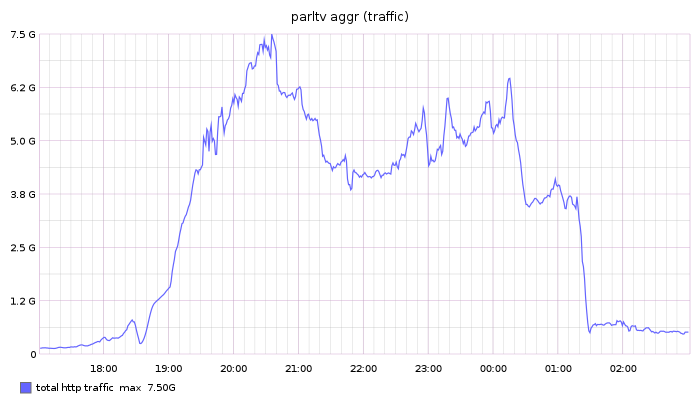 parltv aggr (traffic)
7.5 G
6.2 G
5.0 G
3.8 G
2.5 G
1.2 G
0
18:00 19:00 20:00 21:00 22:00 23:00 00:00 01:00 02:00
total http traffic max 7.50G